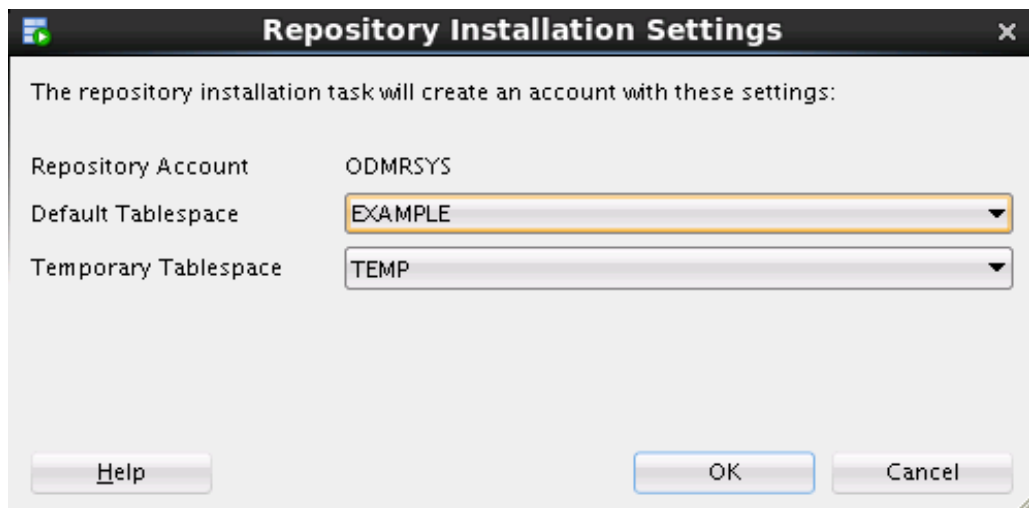 Repository Installation Settings
The repository installation task will create an account with these settings:
Repository Account ODMRSYS
Default Tablespace EXAMPLE
Temporary Tablespace TEMP
Help OK Cancel